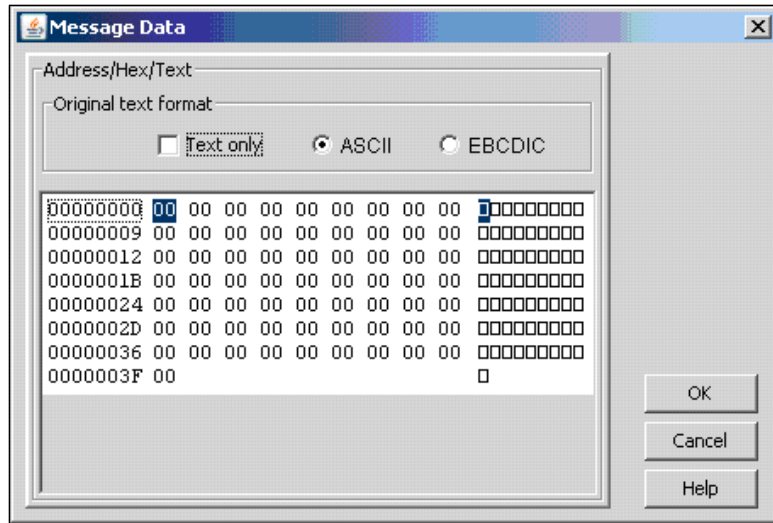 Message Data
Address/Hex/Text
Original text format
Text only ASCII EBCDIC
00000000 00 00 00 00 00 00 00 00 00 □□□□□□□□□
00000009 00 00 00 00 00 00 00 00 00 □□□□□□□□□
00000012 00 00 00 00 00 00 00 00 00 □□□□□□□□□
0000001B 00 00 00 00 00 00 00 00 00 □□□□□□□□□
00000024 00 00 00 00 00 00 00 00 00 □□□□□□□□□
0000002D 00 00 00 00 00 00 00 00 00 □□□□□□□□□
00000036 00 00 00 00 00 00 00 00 00 □□□□□□□□□
0000003F 00 □
OK
Cancel
Help